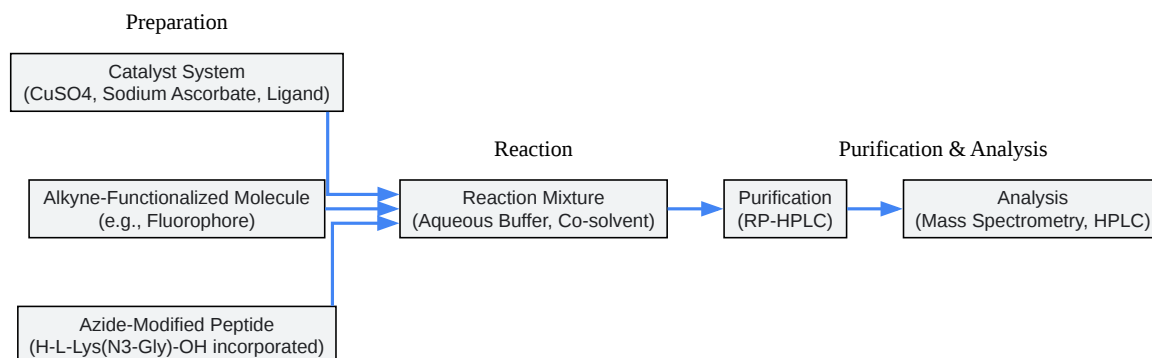 Preparation
Catalyst System
(CuSO4, Sodium Ascorbate, Ligand)
Alkyne-Functionalized Molecule
(e.g., Fluorophore)
Azide-Modified Peptide
(H-L-Lys(N3-Gly)-OH incorporated)
Reaction
Reaction Mixture
(Aqueous Buffer, Co-solvent)
Purification & Analysis
Purification
(RP-HPLC)
Analysis
(Mass Spectrometry, HPLC)